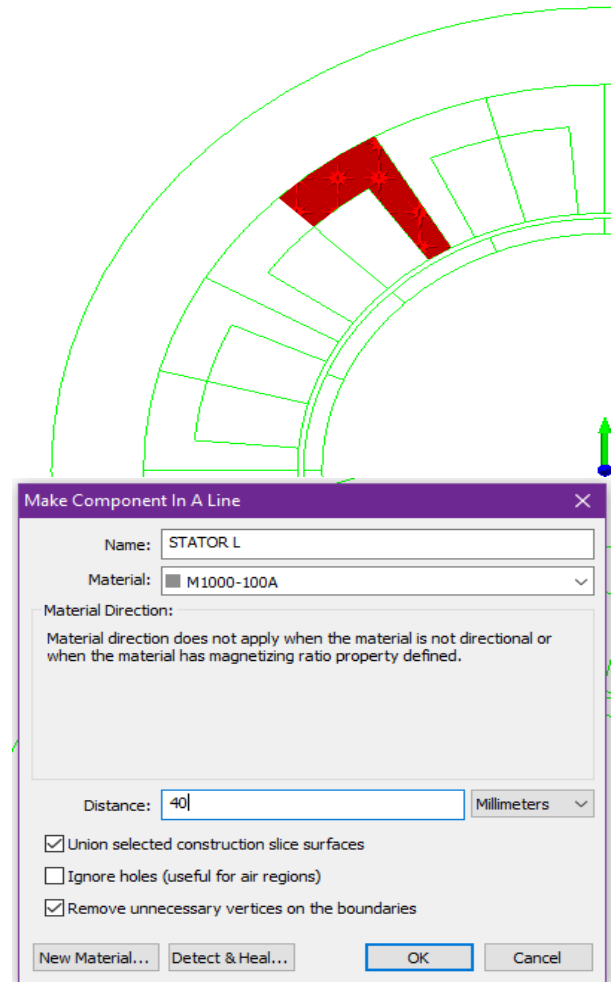 Make Component In A Line
Name: STATOR L
Material: M1000-100A
Material Direction:
Material direction does not apply when the material is not directional or
when the material has magnetizing ratio property defined.
Distance: 40 Millimeters
Union selected construction slice surfaces
Ignore holes (useful for air regions)
Remove unnecessary vertices on the boundaries
New Material... Detect & Heal... OK Cancel